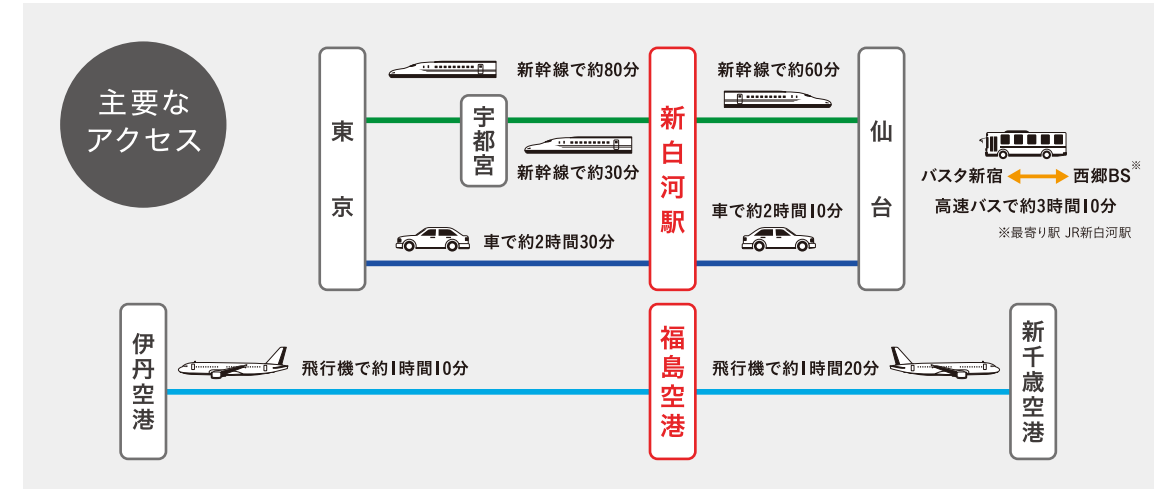 主要な
アクセス
東京
新幹線で約80分
宇都宮
新幹線で約30分
新白河駅
新幹線で約60分
仙台
車で約2時間30分
車で約2時間10分
バスタ新宿 西郷BS※
高速バスで約3時間10分
※最寄り駅 JR新白河駅
伊丹空港
飛行機で約1時間10分
福島空港
飛行機で約1時間20分
新千歳空港